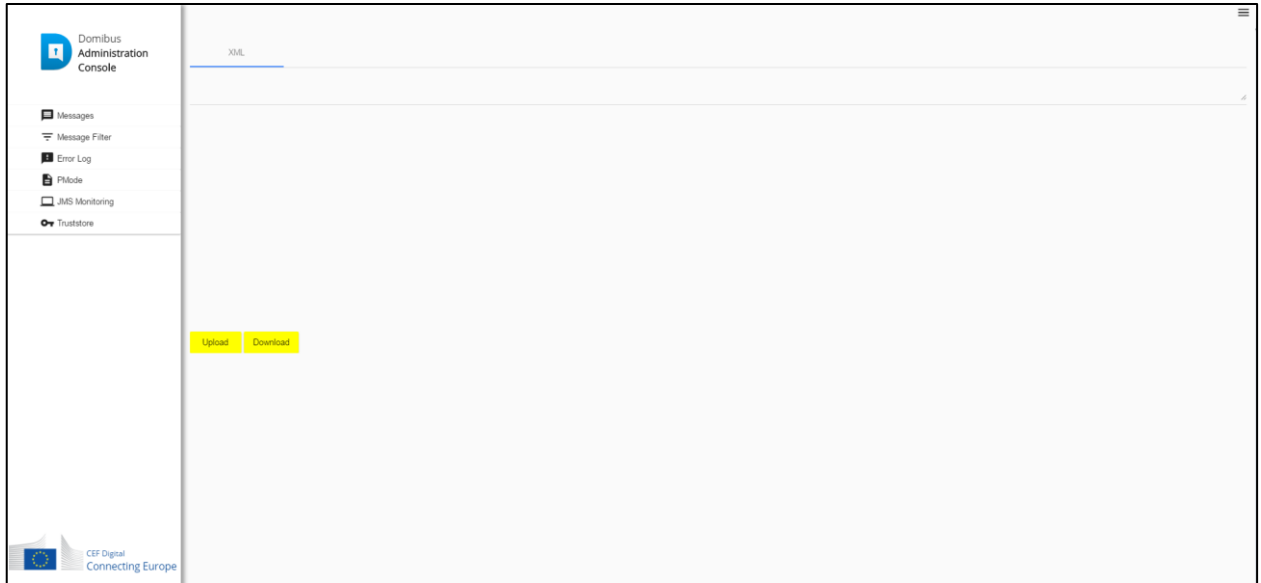 Domibus
Administration
Console
XML
Messages
Message Filter
Error Log
PMode
JMS Monitoring
Truststore
Upload Download
CEF Digital
Connecting Europe